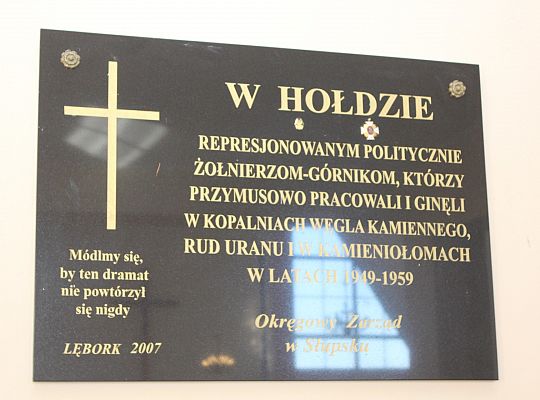 W HOŁDZIE
REPRESJONOWANYM POLITYCZNIE
ŻOŁNIERZOM-GÓRNIKOM, KTÓRZY
PRZYMUSOWO PRACOWALI I GINĘLI
W KOPALNIACH WĘGLA KAMIENNEGO,
RUD URANU I W KAMIENIOŁOMACH
W LATACH 1949-1959
Okręgowy Zarząd
w Słupsku
Módlmy się,
by ten dramat
nie powtórzył
się nigdy
LĘBORK 2007